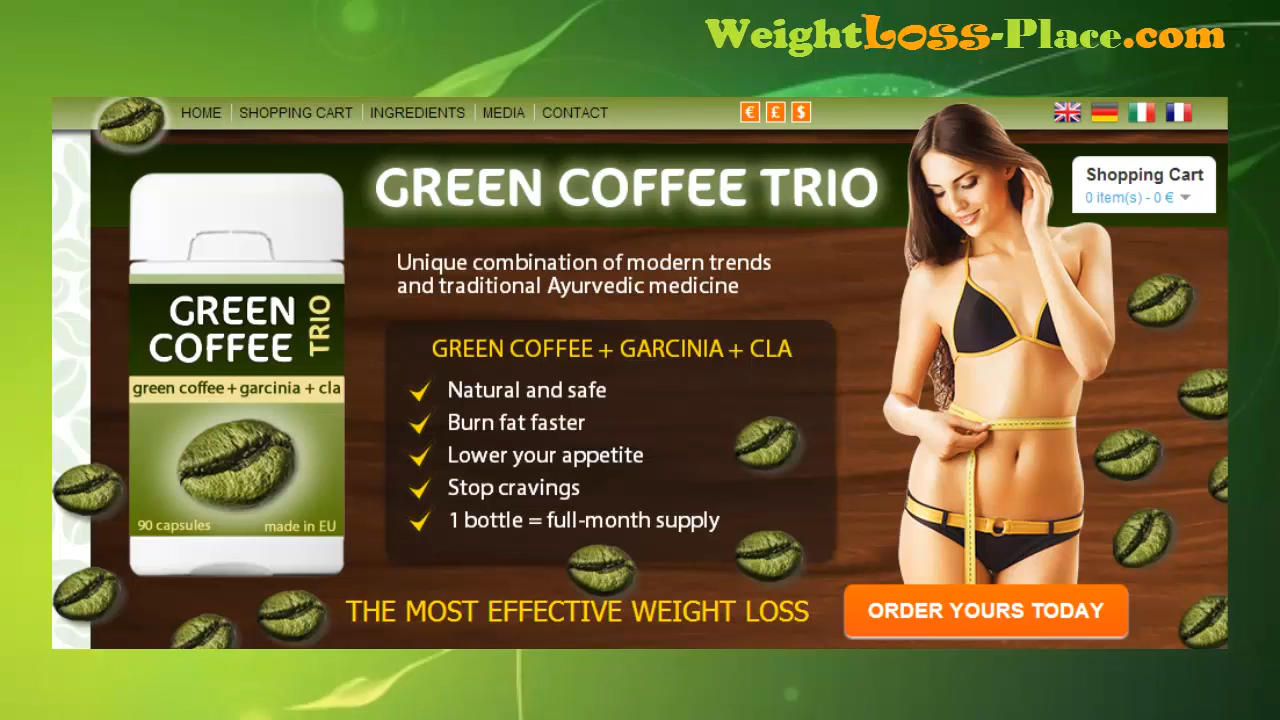 WeightLoss-Place.com
HOME SHOPPING CART INGREDIENTS MEDIA CONTACT
€ £ $
Shopping Cart
0 item(s) - 0 €
GREEN COFFEE TRIO
Unique combination of modern trends
and traditional Ayurvedic medicine
GREEN COFFEE + GARCINIA + CLA
Natural and safe
Burn fat faster
Lower your appetite
Stop cravings
1 bottle = full-month supply
GREEN
COFFEE
TRIO
green coffee + garcinia + cla
90 capsules made in EU
THE MOST EFFECTIVE WEIGHT LOSS
ORDER YOURS TODAY